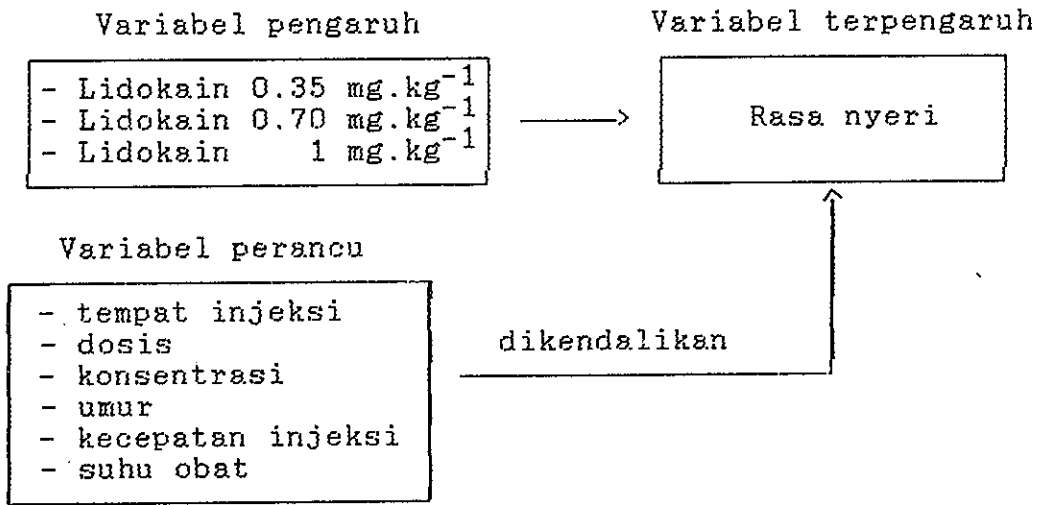 Variabel pengaruh
Variabel terpengaruh
- Lidokain 0.35 mg.kg⁻¹
- Lidokain 0.70 mg.kg⁻¹
- Lidokain 1 mg.kg⁻¹
Rasa nyeri
Variabel perancu
- tempat injeksi
- dosis
- konsentrasi
- umur
- kecepatan injeksi
- suhu obat
dikendalikan